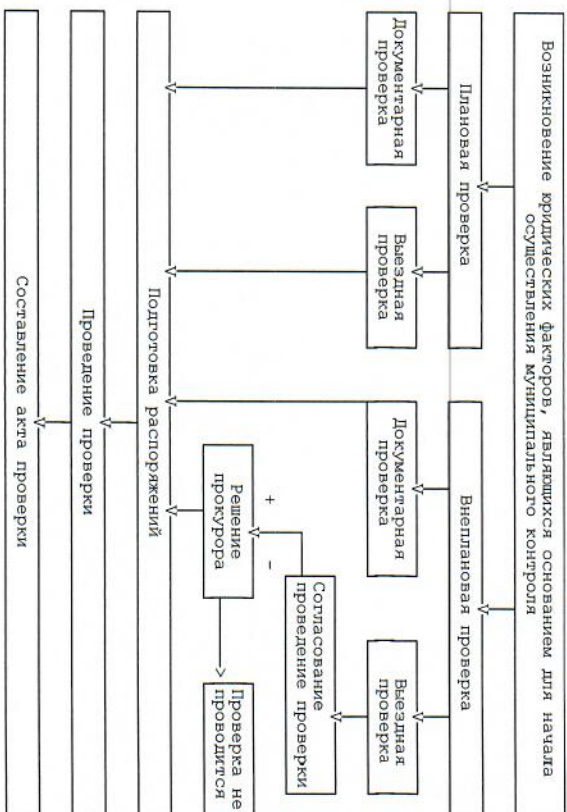 Возникновение юридических факторов, являющихся основанием для начала
осуществления муниципального контроля
Плановая проверка
Внеплановая проверка
Документарная
проверка
Выездная
проверка
Документарная
проверка
Выездная
проверка
Согласование
проведение проверки
+
-
Решение
прокурора
Проверка не
проводится
Подготовка распоряжений
Проведение проверки
Составление акта проверки